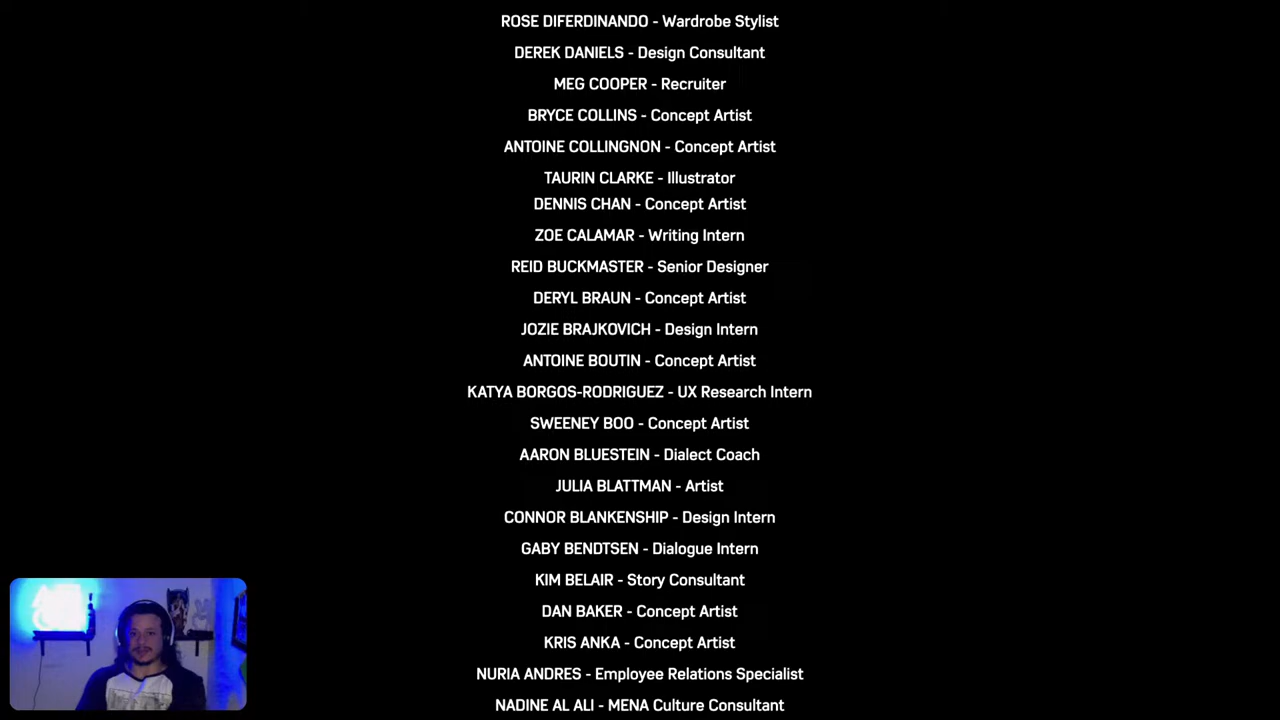 ROSE DIFERDINANDO - Wardrobe Stylist
DEREK DANIELS - Design Consultant
MEG COOPER - Recruiter
BRYCE COLLINS - Concept Artist
ANTOINE COLLINGNON - Concept Artist
TAURIN CLARKE - Illustrator
DENNIS CHAN - Concept Artist
ZOE CALAMAR - Writing Intern
REID BUCKMASTER - Senior Designer
DERYL BRAUN - Concept Artist
JOZIE BRAJKOVICH - Design Intern
ANTOINE BOUTIN - Concept Artist
KATYA BORGOS-RODRIGUEZ - UX Research Intern
SWEENEY BOO - Concept Artist
AARON BLUESTEIN - Dialect Coach
JULIA BLATTMAN - Artist
CONNOR BLANKENSHIP - Design Intern
GABY BENDTSEN - Dialogue Intern
KIM BELAIR - Story Consultant
DAN BAKER - Concept Artist
KRIS ANKA - Concept Artist
NURIA ANDRES - Employee Relations Specialist
NADINE AL ALI - MENA Culture Consultant